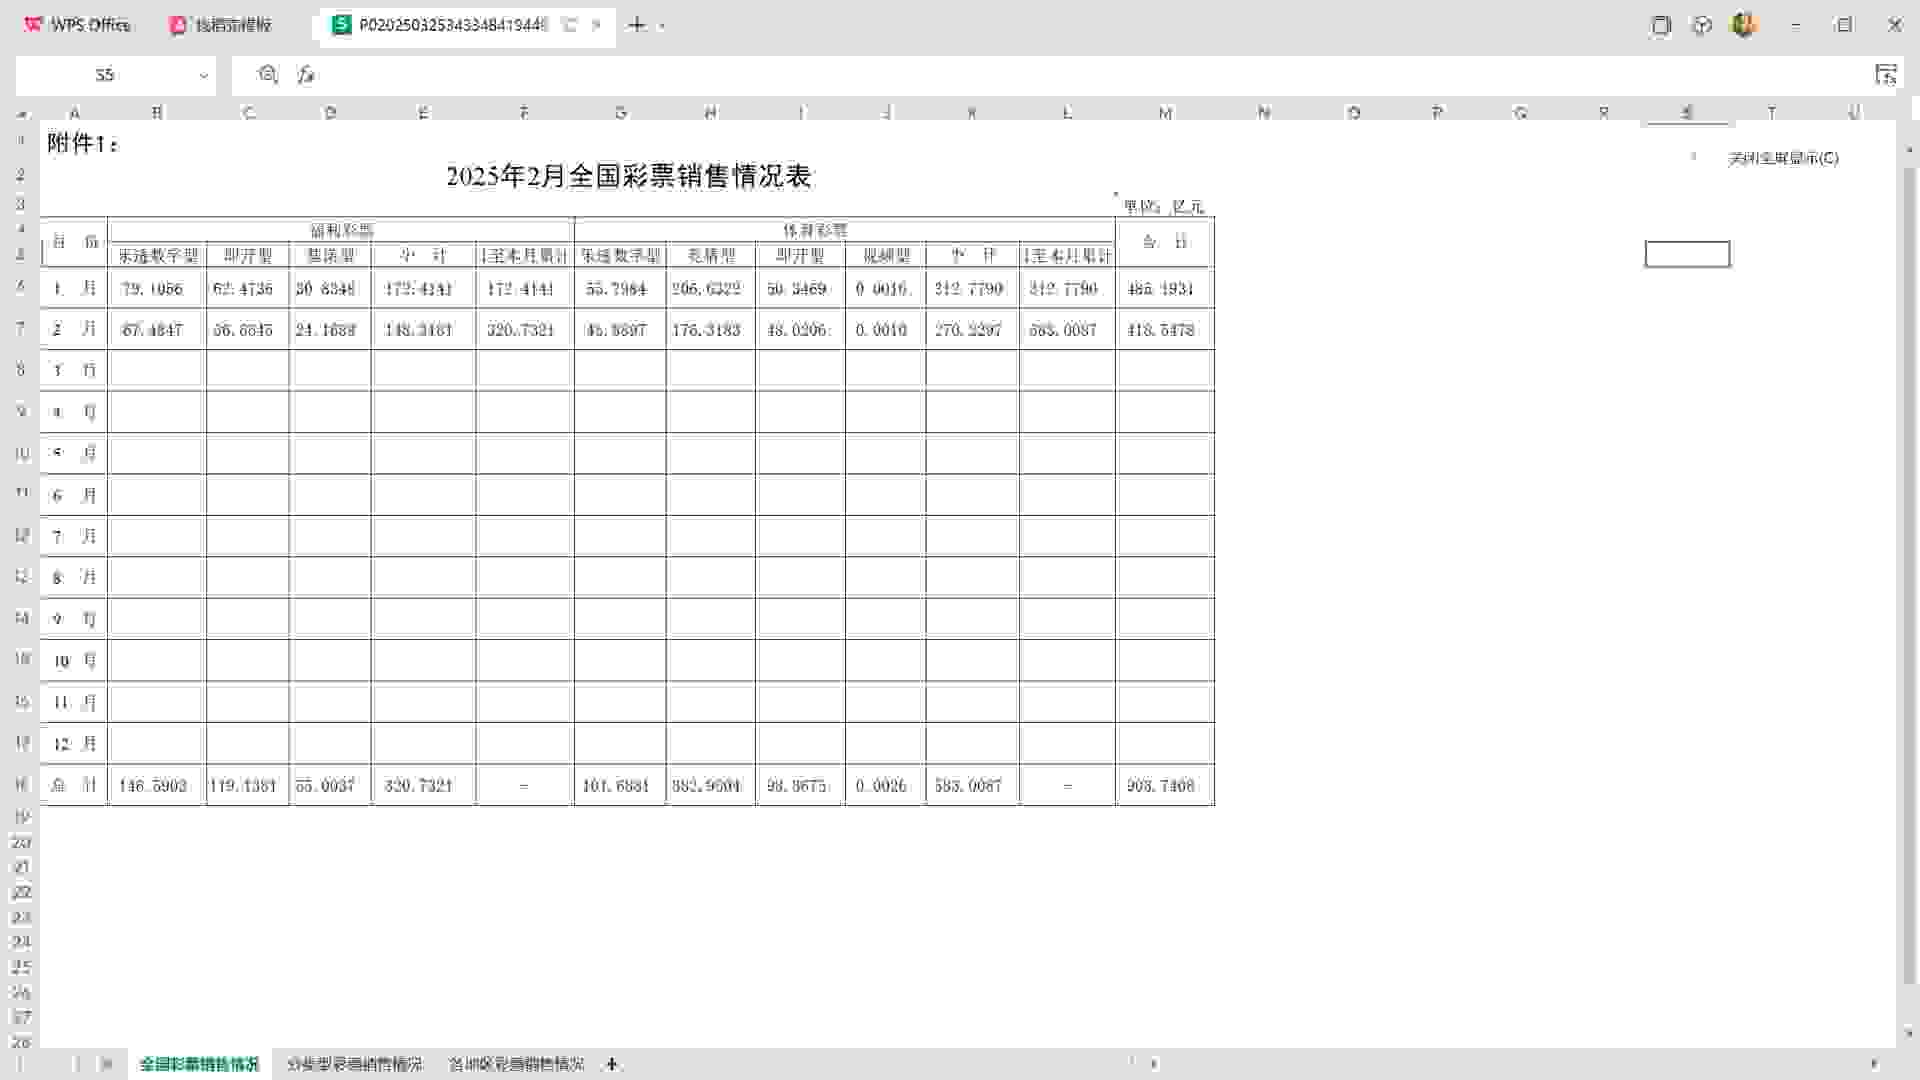 WPS Office 找稻壳模板
S5
fx
A B C D E F G H I J K L M N O P Q R S T U
附件1：
关闭全屏显示(C)
2025年2月全国彩票销售情况表
单位：亿元
月 份 福利彩票 体育彩票 合 计
乐透数字型 即开型 基诺型 小 计 1至本月累计 乐透数字型 竞猜型 即开型 视频型 小 计 1至本月累计
1 月 79.1056 62.4736 30.8348 172.4141 172.4141 55.7984 206.6322 50.3469 0.0016 312.7790 312.7790 485.1931
2 月 67.4847 56.6645 24.1689 148.3181 320.7321 45.8897 176.3183 48.0206 0.0010 270.2297 583.0087 418.5478
3 月
4 月
5 月
6 月
7 月
8 月
9 月
10 月
11 月
12 月
总 计 146.5903 119.1381 55.0037 320.7321 – 101.6881 382.9504 98.3675 0.0026 583.0087 – 903.7408
全国彩票销售情况 分类型彩票销售情况 各地区彩票销售情况